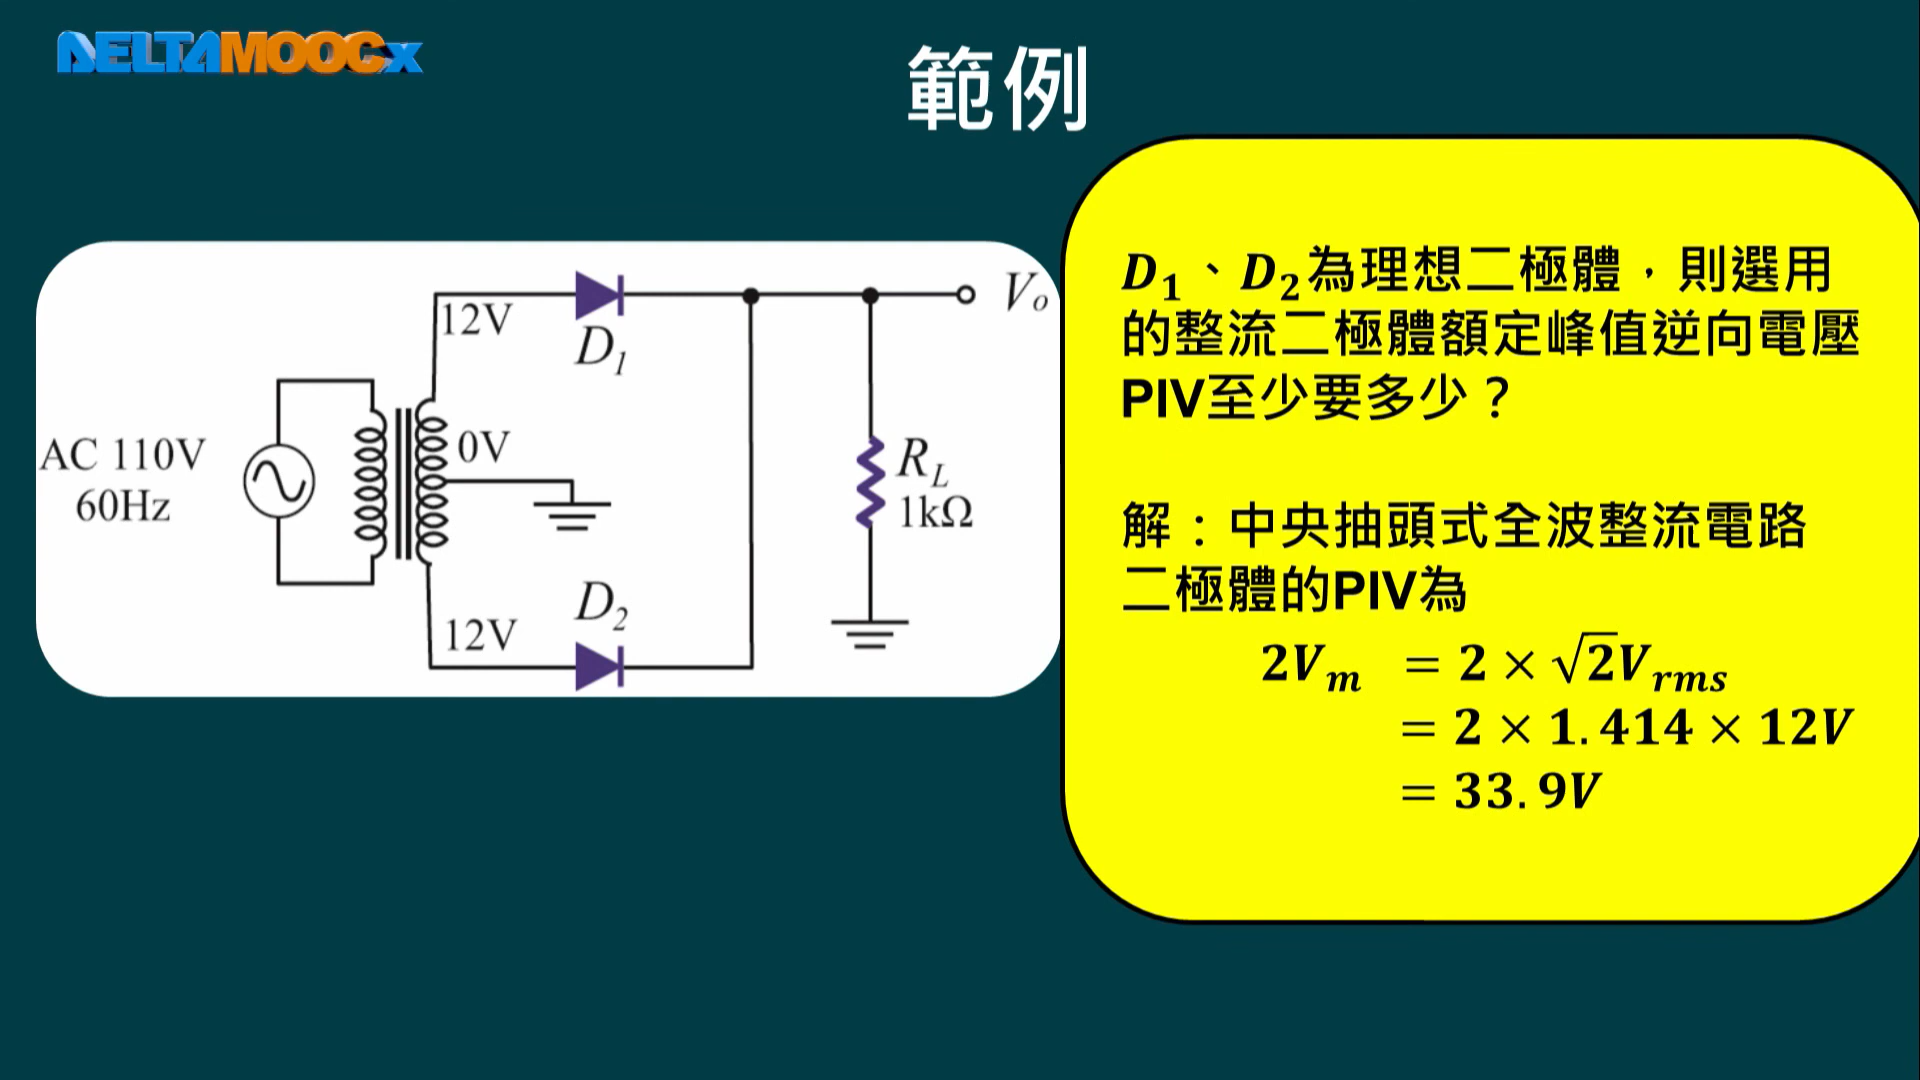 DELTAMOOCx
範例
12V
D1
Vo
AC 110V
60Hz
0V
RL
1kΩ
D2
12V
D1、D2為理想二極體，則選用
的整流二極體額定峰值逆向電壓
PIV至少要多少？
解：中央抽頭式全波整流電路
二極體的PIV為
2Vm = 2 × √2Vrms
= 2 × 1.414 × 12V
= 33.9V